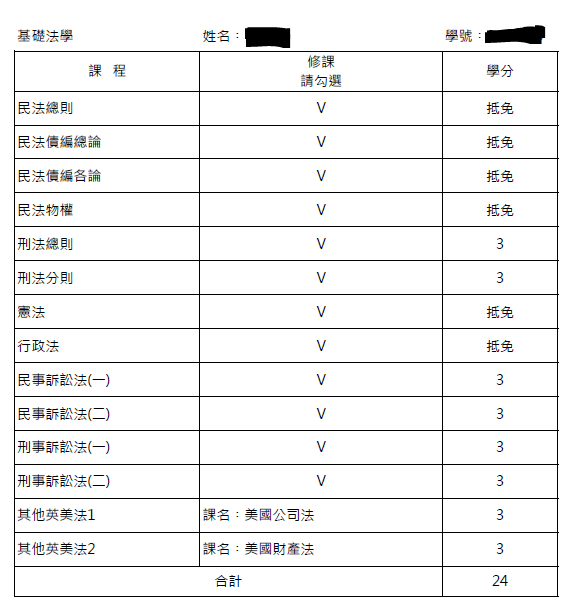 基礎法學 姓名： 學號：
課 程 修課 請勾選 學分
民法總則 V 抵免
民法債編總論 V 抵免
民法債編各論 V 抵免
民法物權 V 抵免
刑法總則 V 3
刑法分則 V 3
憲法 V 抵免
行政法 V 抵免
民事訴訟法(一) V 3
民事訴訟法(二) V 3
刑事訴訟法(一) V 3
刑事訴訟法(二) V 3
其他英美法1 課名：美國公司法 3
其他英美法2 課名：美國財產法 3
合計 24